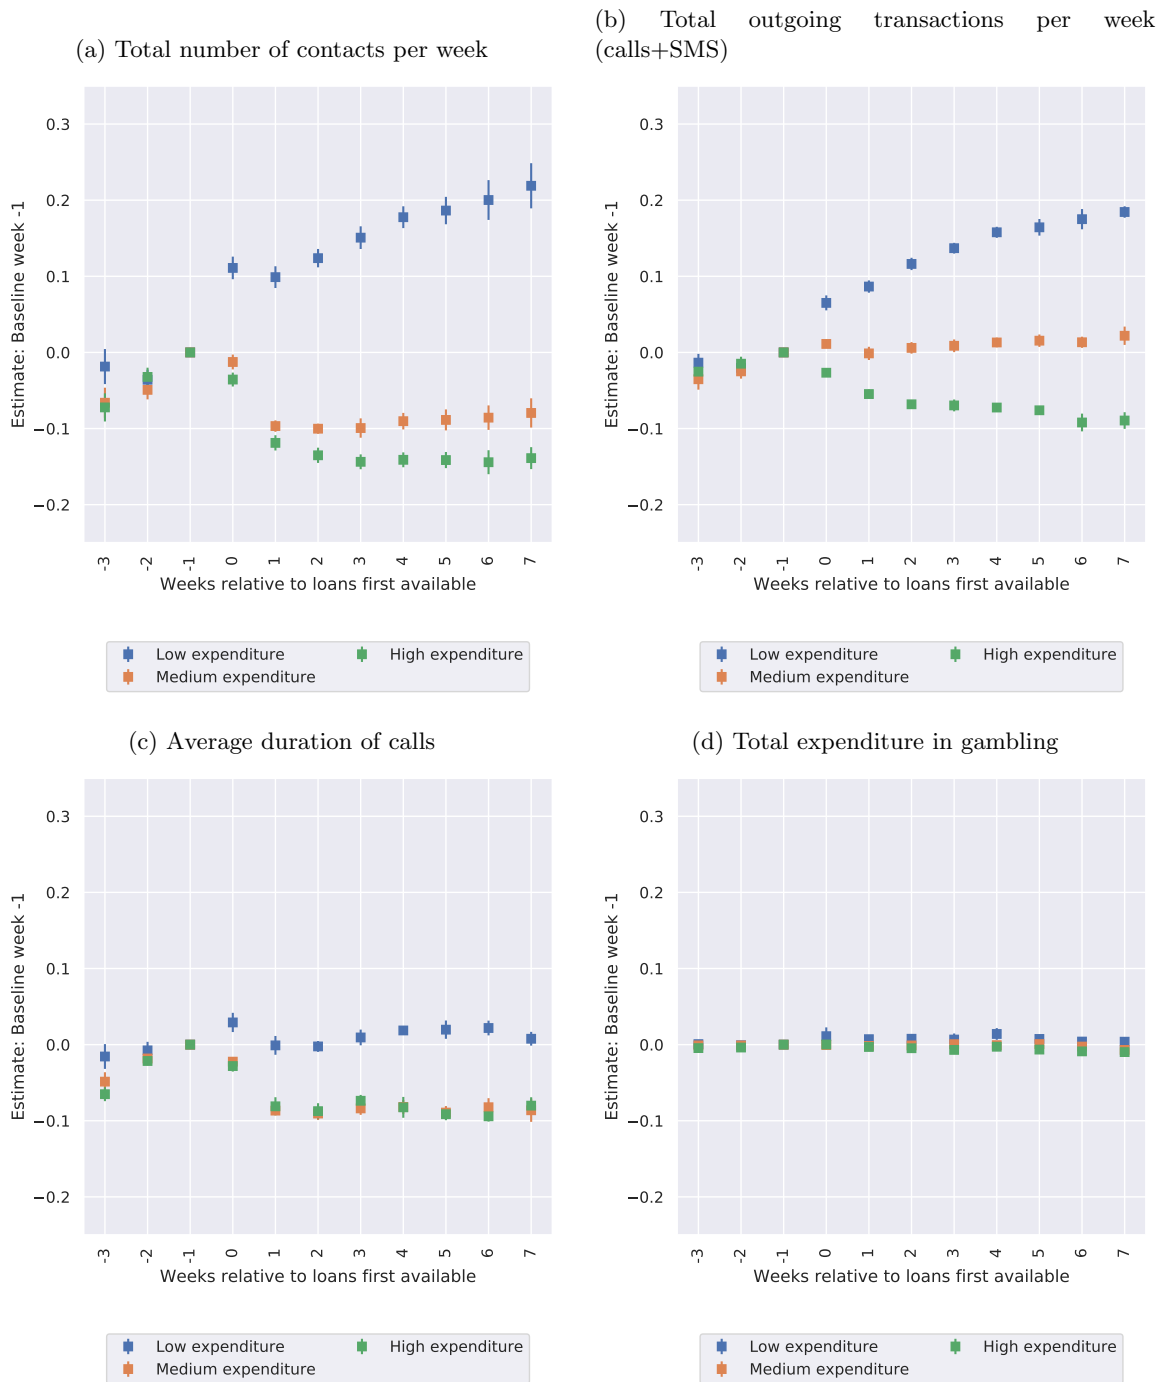 (a) Total number of contacts per week
(b) Total outgoing transactions per week
(calls+SMS)
Estimate: Baseline week -1
0.3
0.2
0.1
0.0
−0.1
−0.2
-3
-2
-1
0
1
2
3
4
5
6
7
Weeks relative to loans first available
Low expenditure
High expenditure
Medium expenditure
Estimate: Baseline week -1
0.3
0.2
0.1
0.0
−0.1
−0.2
-3
-2
-1
0
1
2
3
4
5
6
7
Weeks relative to loans first available
Low expenditure
High expenditure
Medium expenditure
(c) Average duration of calls
Estimate: Baseline week -1
0.3
0.2
0.1
0.0
−0.1
−0.2
-3
-2
-1
0
1
2
3
4
5
6
7
Weeks relative to loans first available
Low expenditure
High expenditure
Medium expenditure
(d) Total expenditure in gambling
Estimate: Baseline week -1
0.3
0.2
0.1
0.0
−0.1
−0.2
-3
-2
-1
0
1
2
3
4
5
6
7
Weeks relative to loans first available
Low expenditure
High expenditure
Medium expenditure